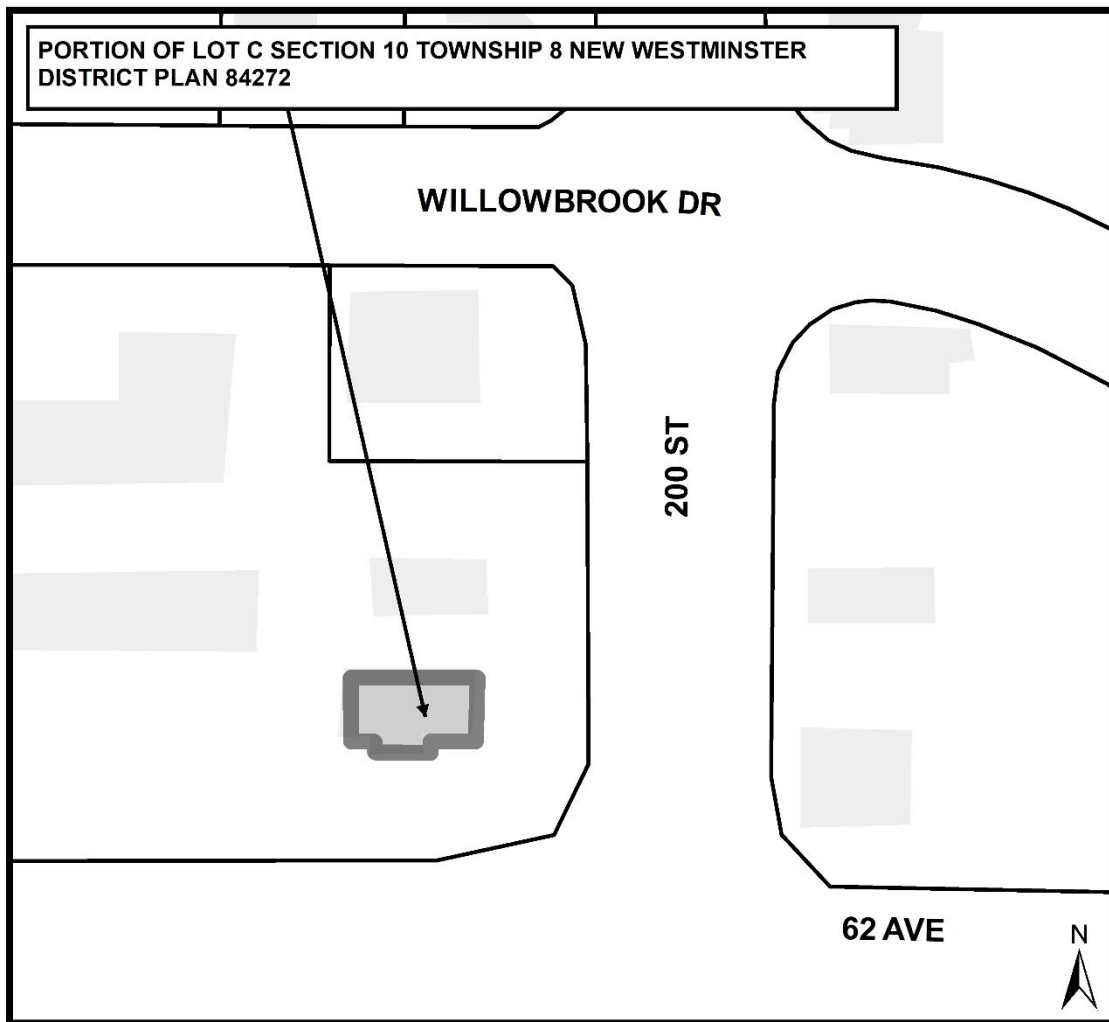 PORTION OF LOT C SECTION 10 TOWNSHIP 8 NEW WESTMINSTER
DISTRICT PLAN 84272
WILLOWBROOK DR
200 ST
62 AVE
N